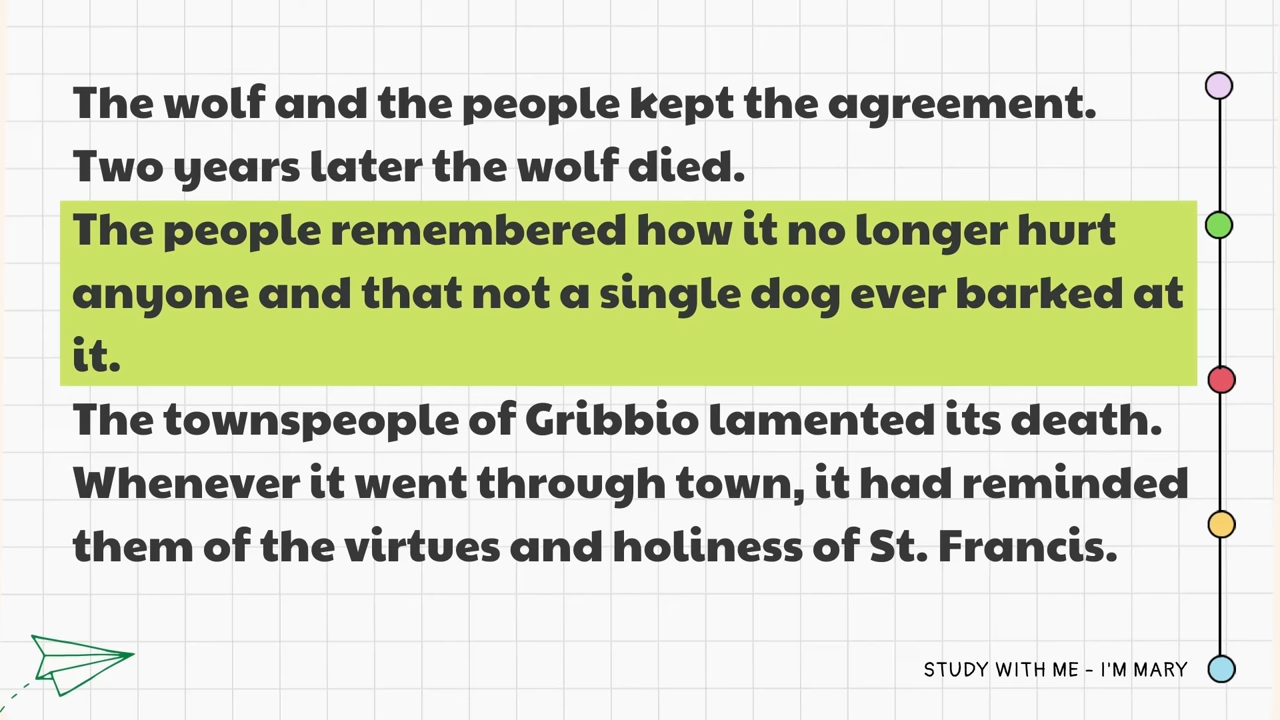 The wolf and the people kept the agreement.
Two years later the wolf died.
The people remembered how it no longer hurt
anyone and that not a single dog ever barked at
it.
The townspeople of Gribbio lamented its death.
Whenever it went through town, it had reminded
them of the virtues and holiness of St. Francis.
STUDY WITH ME - I'M MARY